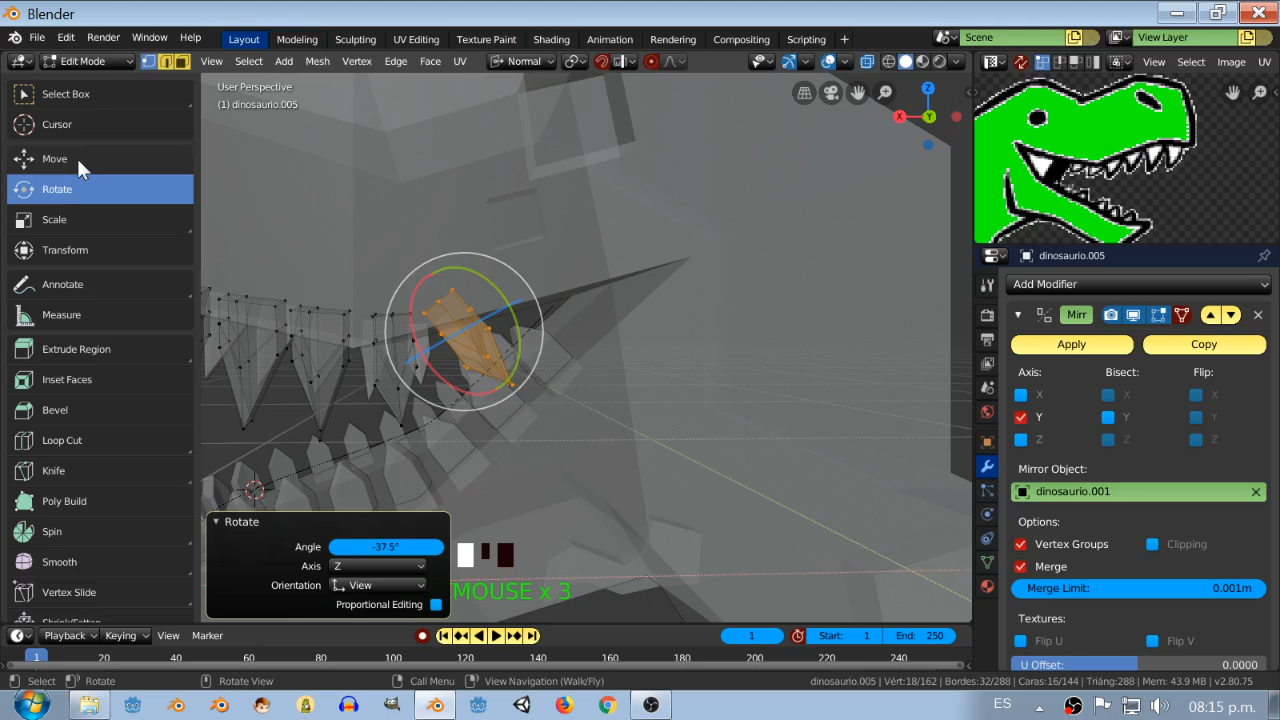 Blender
File Edit Render Window Help Layout Modeling Sculpting UV Editing Texture Paint Shading Animation Rendering Compositing Scripting + Scene View Layer
Edit Mode View Select Add Mesh Vertex Edge Face UV Normal View Select Image UV
User Perspective
(1) dinosaurio.005
Z
X
Y
Select Box
Cursor
Move
Rotate
Scale
Transform
Annotate
Measure
Extrude Region
Inset Faces
Bevel
Loop Cut
Knife
Poly Build
Spin
Smooth
Vertex Slide
Rotate
Angle -37.5°
Axis Z
Orientation View
Proportional Editing
MOUSE x 3
dinosaurio.005
Add Modifier
Mirr
Apply Copy
Axis: Bisect: Flip:
X X X
Y Y Y
Z Z Z
Mirror Object:
dinosaurio.001
Options:
Vertex Groups Clipping
Merge
Merge Limit: 0.001m
Textures:
Flip U Flip V
U Offset: 0.0000
Playback Keying View Marker 1 Start: 1 End: 250
1 20 40 60 80 100 120 140 160 180 200 220 240
Select Rotate Rotate View Call Menu View Navigation (Walk/Fly) dinosaurio.005 | Vért:18/162 | Bordes:32/288 | Caras:16/144 | Triáng:288 | Mem: 43.9 MB | v2.80.75
ES 08:15 p.m.